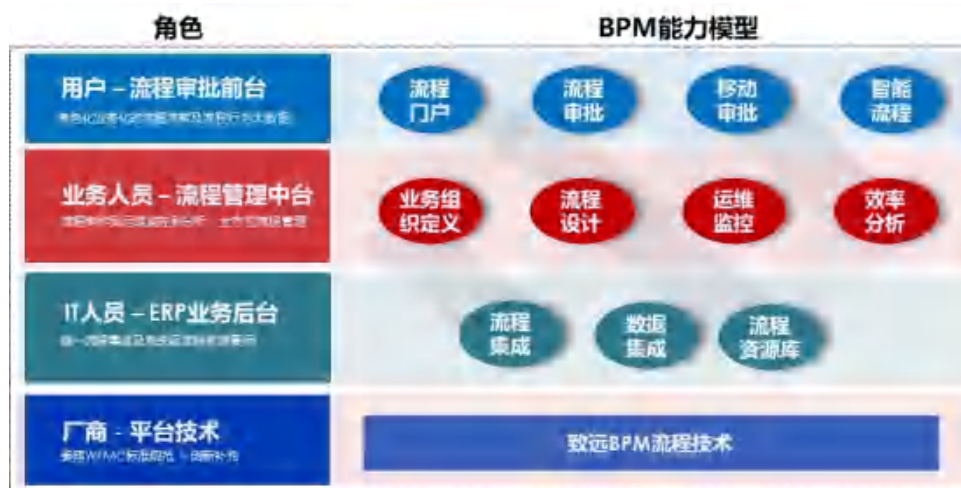 角色
BPM能力模型
用户 – 流程审批前台
流程
门户
流程
审批
移动
审批
智能
流程
业务人员 – 流程管理中台
业务组
织定义
流程
设计
运维
监控
效率
分析
IT人员 – ERP业务后台
流程
集成
数据
集成
流程
资源库
厂商 - 平台技术
致远BPM流程技术